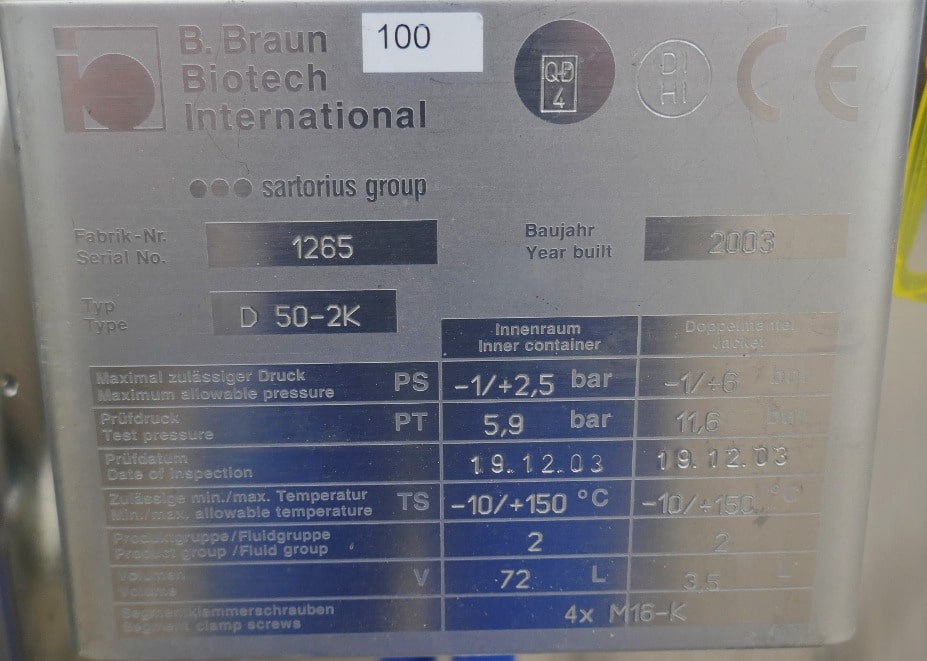 B. Braun
Biotech
International
100
QD
4
DI
HI
CE
sartorius group
Fabrik-Nr.
Serial No.
1265
Baujahr
Year built
2003
Typ
Type
D 50-2K
Innenraum
Inner container
Doppelmantel
Jacket
Maximal zulässiger Druck
Maximum allowable pressure
PS
-1/+2,5 bar
-1/+6 bar
Prüfdruck
Test pressure
PT
5,9 bar
11,6 bar
Prüfdatum
Date of inspection
19.12.03
19.12.03
Zulässige min./max. Temperatur
Min./max. allowable temperature
TS
-10/+150 °C
-10/+150 °C
Produktgruppe/Fluidgruppe
Product group/Fluid group
2
2
Volumen
Volume
V
72 L
3,5 L
Segmentklammerschrauben
Segment clamp screws
4x M16-K